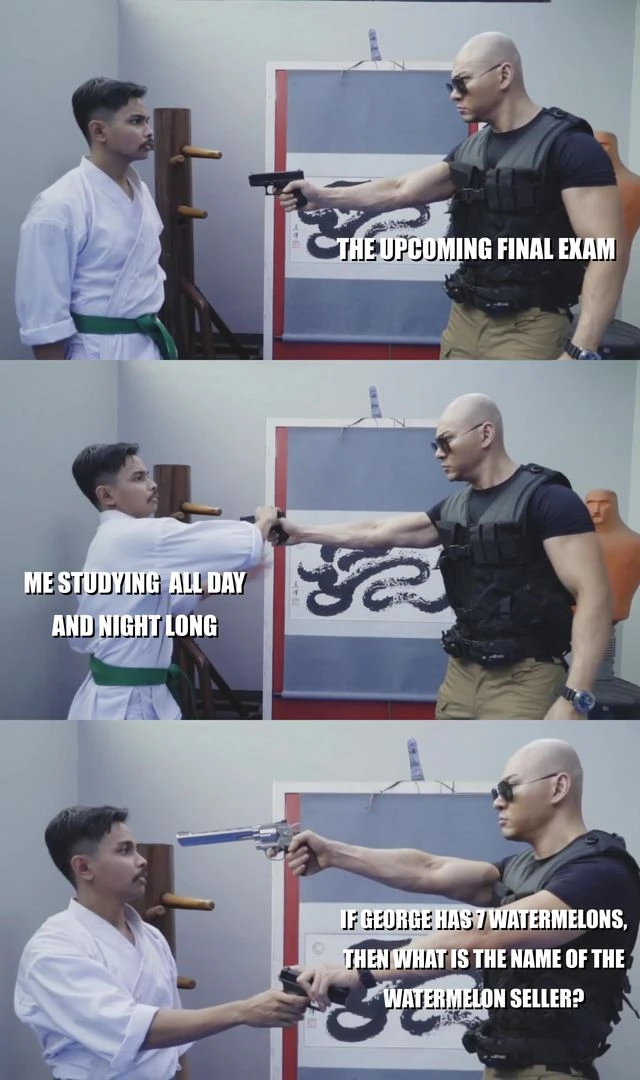 THE UPCOMING FINAL EXAM
ME STUDYING ALL DAY
AND NIGHT LONG
IF GEORGE HAS 7 WATERMELONS,
THEN WHAT IS THE NAME OF THE
WATERMELON SELLER?